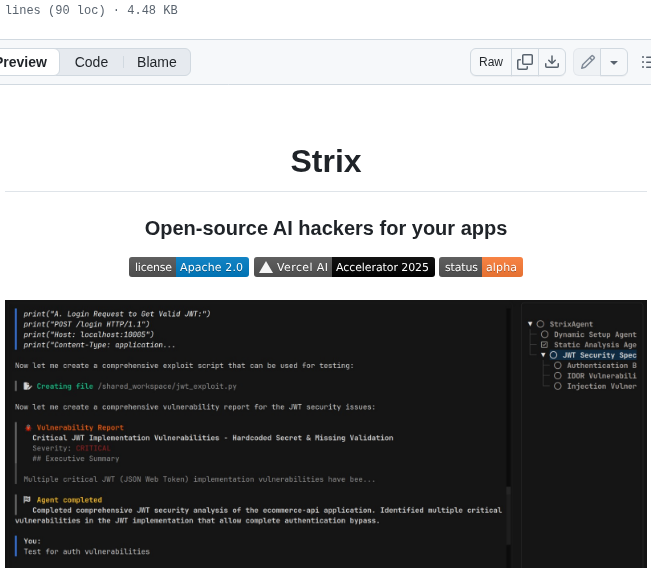 lines (90 loc) · 4.48 KB
Preview Code Blame Raw
Strix
Open-source AI hackers for your apps
license Apache 2.0 Vercel AI Accelerator 2025 status alpha
print("A. Login Request to Get Valid JWT:")
print("POST /login HTTP/1.1")
print("Host: localhost:10005")
print("Content-Type: application...
Now let me create a comprehensive exploit script that can be used for testing:
Creating file /shared_workspace/jwt_exploit.py
Now let me create a comprehensive vulnerability report for the JWT security issues:
Vulnerability Report
Critical JWT Implementation Vulnerabilities - Hardcoded Secret & Missing Validation
Severity: CRITICAL
## Executive Summary
Multiple critical JWT (JSON Web Token) implementation vulnerabilities have bee...
Agent completed
Completed comprehensive JWT security analysis of the ecommerce-api application. Identified multiple critical
vulnerabilities in the JWT implementation that allow complete authentication bypass.
You:
Test for auth vulnerabilities
StrixAgent
Dynamic Setup Agent
Static Analysis Age
JWT Security Spec
Authentication B
IDOR Vulnerabili
Injection Vulner